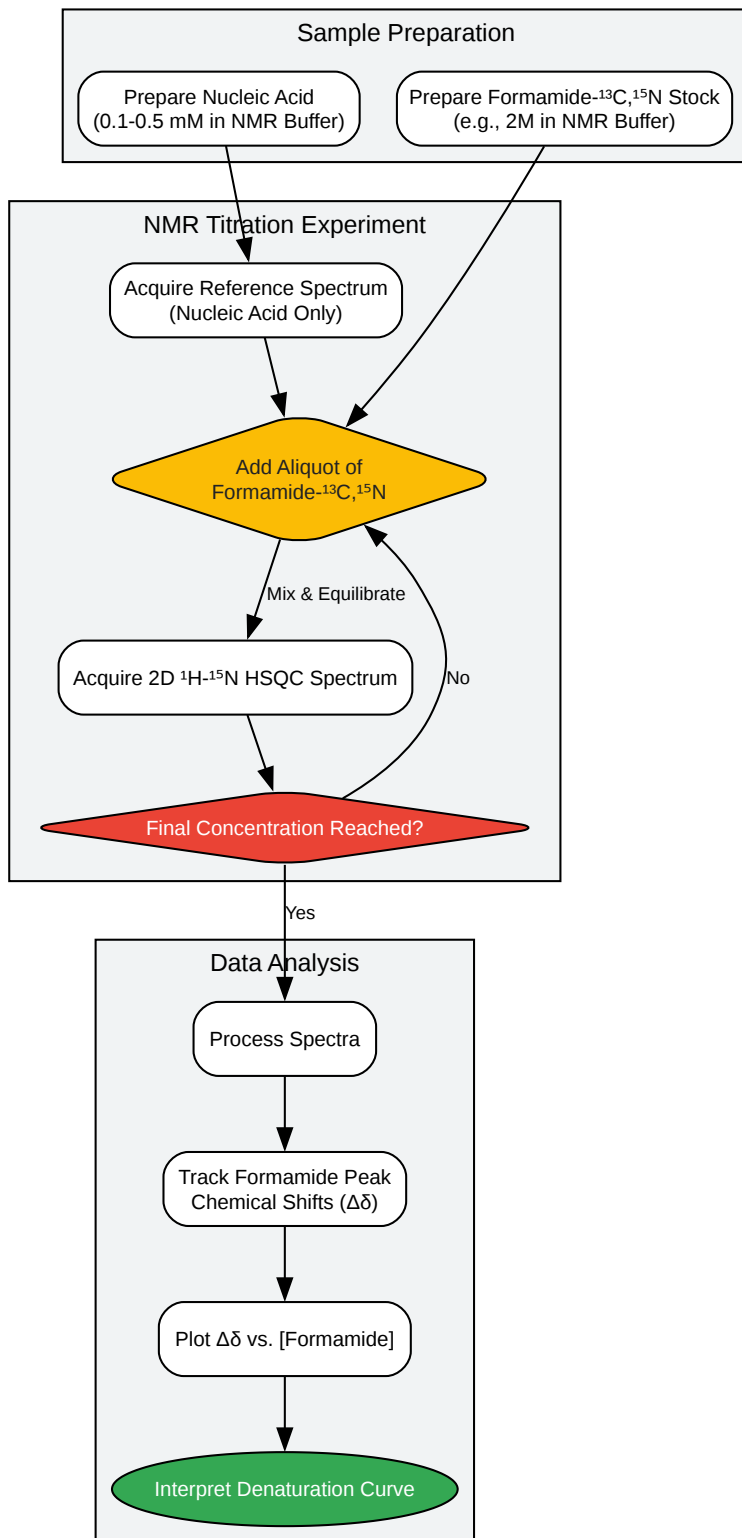 Sample Preparation
Prepare Nucleic Acid
(0.1-0.5 mM in NMR Buffer)
Prepare Formamide-¹³C,¹⁵N Stock
(e.g., 2M in NMR Buffer)
NMR Titration Experiment
Acquire Reference Spectrum
(Nucleic Acid Only)
Add Aliquot of
Formamide-¹³C,¹⁵N
Mix & Equilibrate
Acquire 2D ¹H-¹⁵N HSQC Spectrum
No
Final Concentration Reached?
Yes
Data Analysis
Process Spectra
Track Formamide Peak
Chemical Shifts (Δδ)
Plot Δδ vs. [Formamide]
Interpret Denaturation Curve